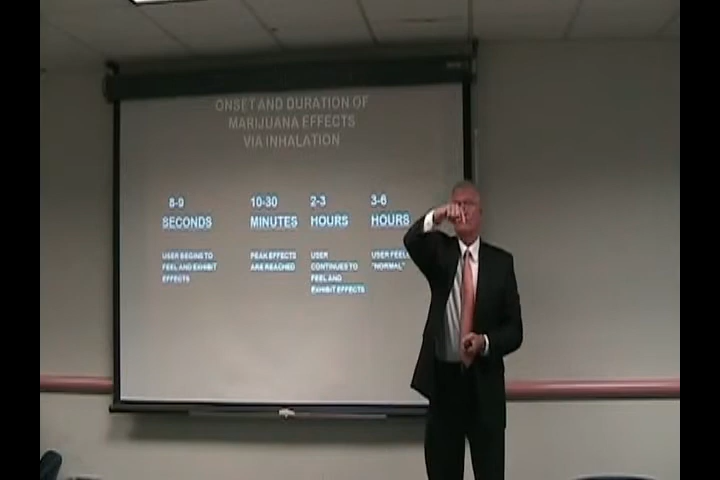 ONSET AND DURATION OF
MARIJUANA EFFECTS
VIA INHALATION
8-9
SECONDS
USER BEGINS TO
FEEL AND EXHIBIT
EFFECTS
10-30
MINUTES
PEAK EFFECTS
ARE REACHED
2-3
HOURS
USER
CONTINUES TO
FEEL AND
EXHIBIT EFFECTS
3-6
HOURS
USER FEEL
"NORMAL"